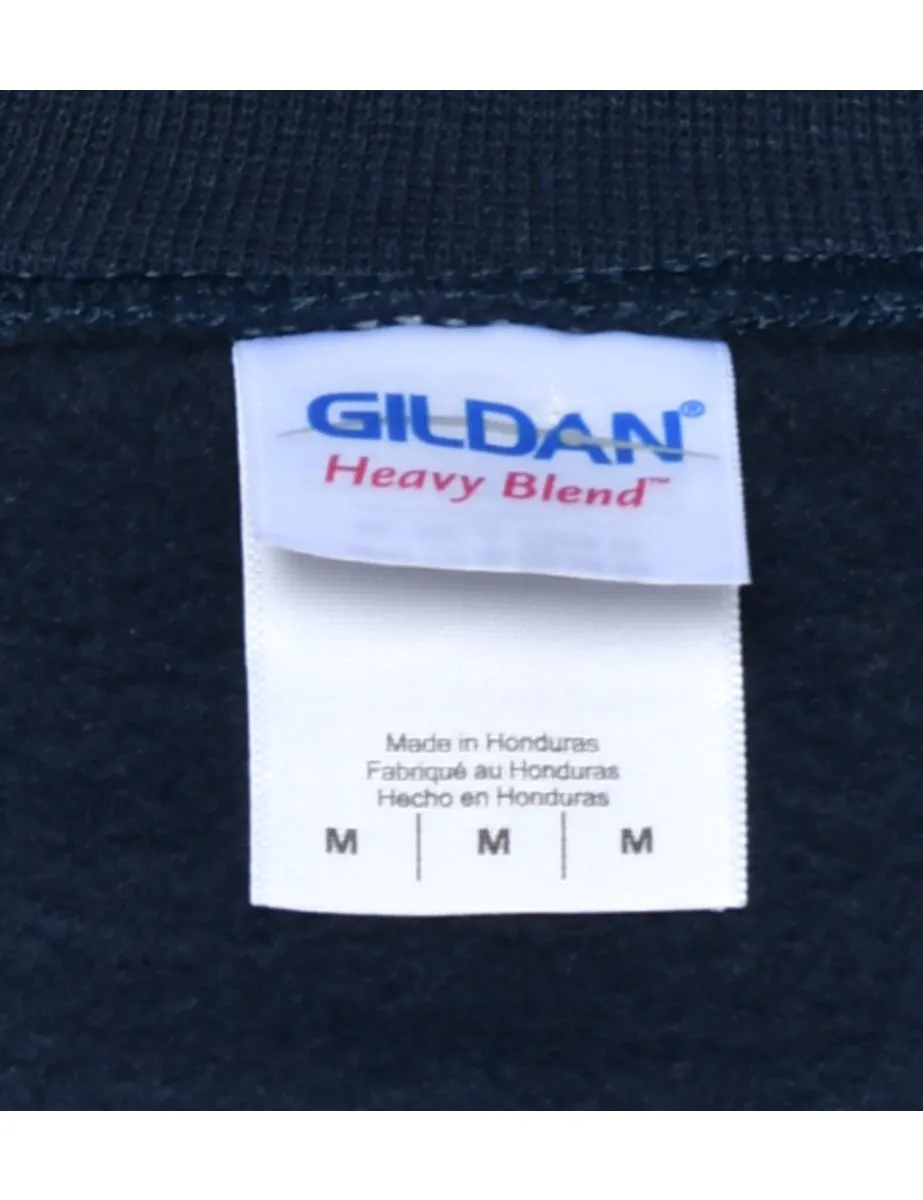 GILDAN®
Heavy Blend™
Made in Honduras
Fabriqué au Honduras
Hecho en Honduras
M | M | M